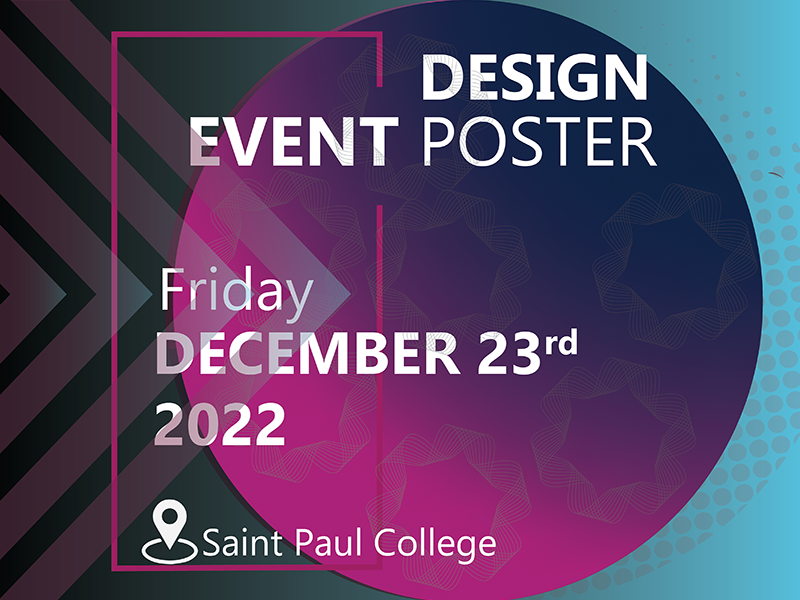 DESIGN
EVENT POSTER
Friday
DECEMBER 23rd
2022
Saint Paul College